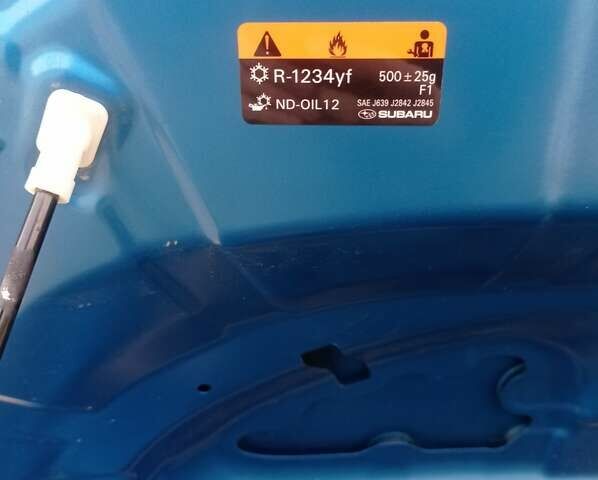 R-1234yf 500 ± 25g
F1
ND-OIL12 SAE J639 J2842 J2845
SUBARU